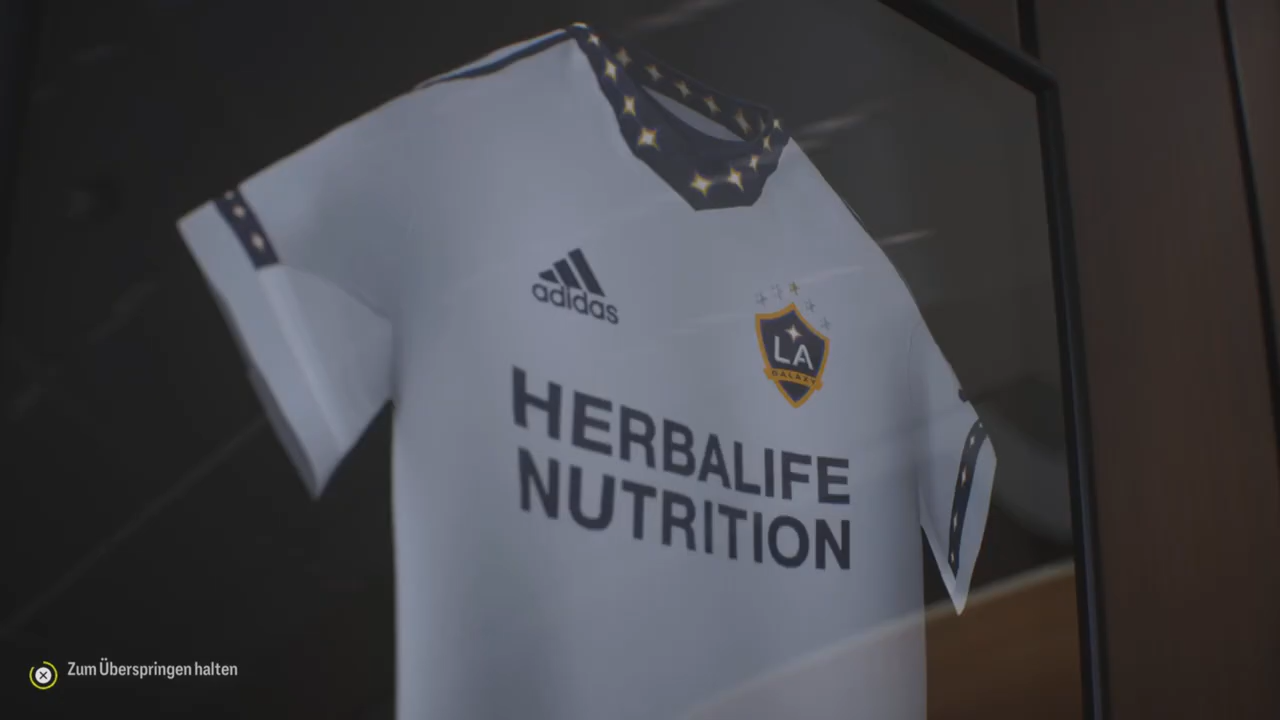 adidas
LA
GALAXY
HERBALIFE
NUTRITION
Zum Überspringen halten